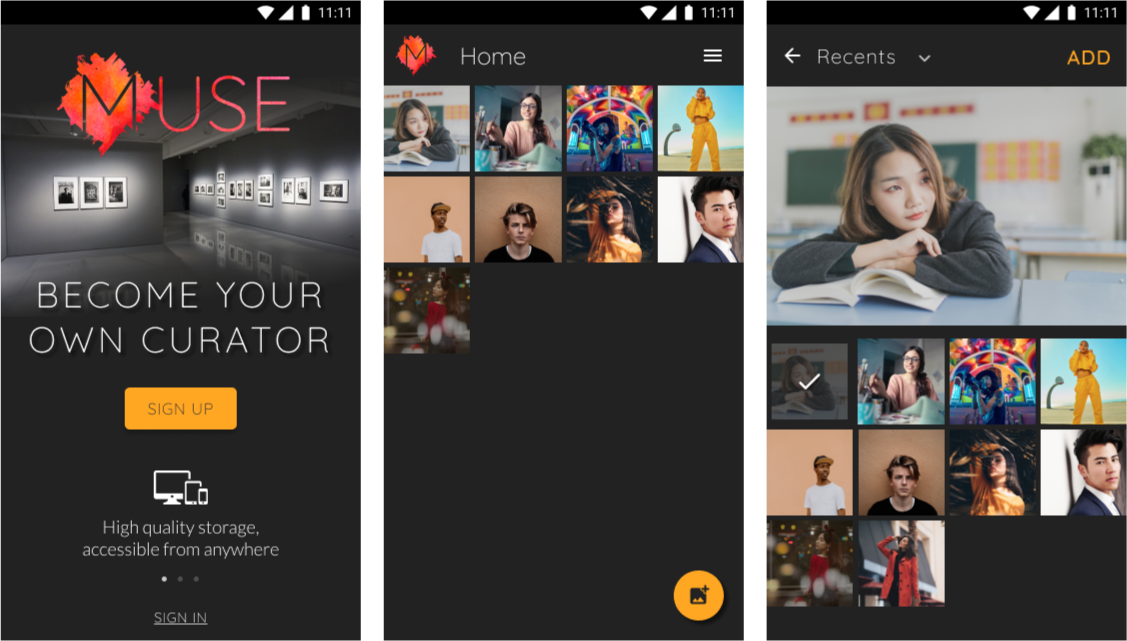 11:11
MUSE
BECOME YOUR
OWN CURATOR
SIGN UP
High quality storage,
accessible from anywhere
SIGN IN
11:11
M
Home
11:11
Recents
ADD